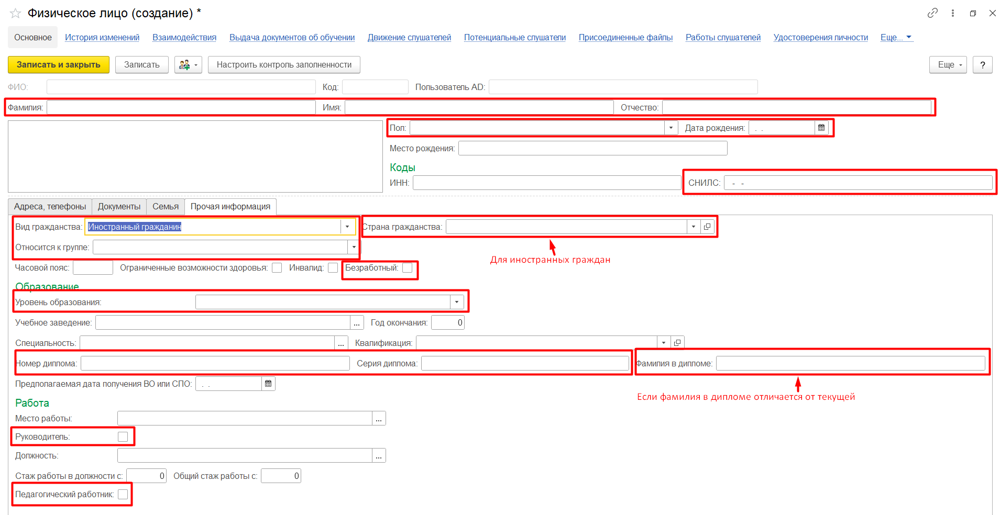 Физическое лицо (создание) *
Основное История изменений Взаимодействия Выдача документов об обучении Движение слушателей Потенциальные слушатели Присоединенные файлы Работы слушателей Удостоверения личности Еще...
Записать и закрыть Записать Настроить контроль заполненности Еще ?
ФИО: Код: Пользователь AD:
Фамилия: Имя: Отчество:
Пол: Дата рождения: . .
Место рождения:
Коды
ИНН: СНИЛС: - -
Адреса, телефоны Документы Семья Прочая информация
Вид гражданства: Иностранный гражданин Страна гражданства:
Относится к группе:
Для иностранных граждан
Часовой пояс: Ограниченные возможности здоровья: Инвалид: Безработный:
Образование
Уровень образования:
Учебное заведение: ... Год окончания: 0
Специальность: ... Квалификация:
Номер диплома: Серия диплома: Фамилия в дипломе:
Предполагаемая дата получения ВО или СПО: . .
Если фамилия в дипломе отличается от текущей
Работа
Место работы: ...
Руководитель:
Должность: ...
Стаж работы в должности с: 0 Общий стаж работы с: 0
Педагогический работник: